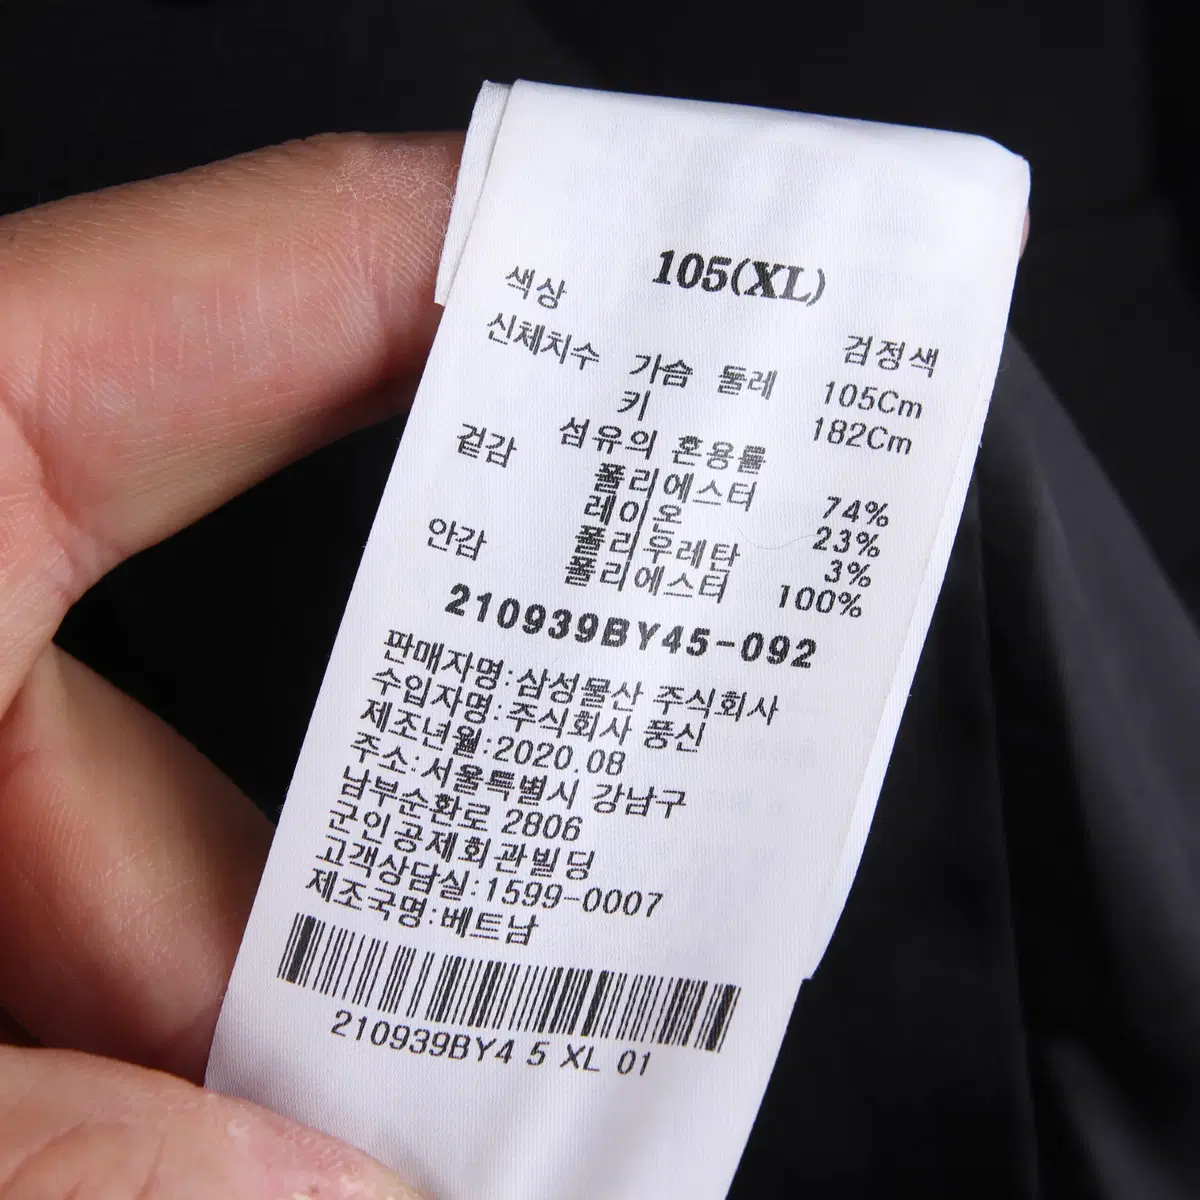 105(XL)
색상 검정색
신체치수 가슴 둘레 105Cm
키 182Cm
섬유의 혼용률
겉감 폴리에스터 74%
레이온 23%
폴리우레탄 3%
안감 폴리에스터 100%
210939BY45-092
판매자명:삼성물산 주식회사
수입자명:주식회사 풍신
제조년월:2020.08
주소:서울특별시 강남구
남부순환로 2806
군인공제회관빌딩
고객상담실:1599-0007
제조국명:베트남
210939BY4 5 XL 01